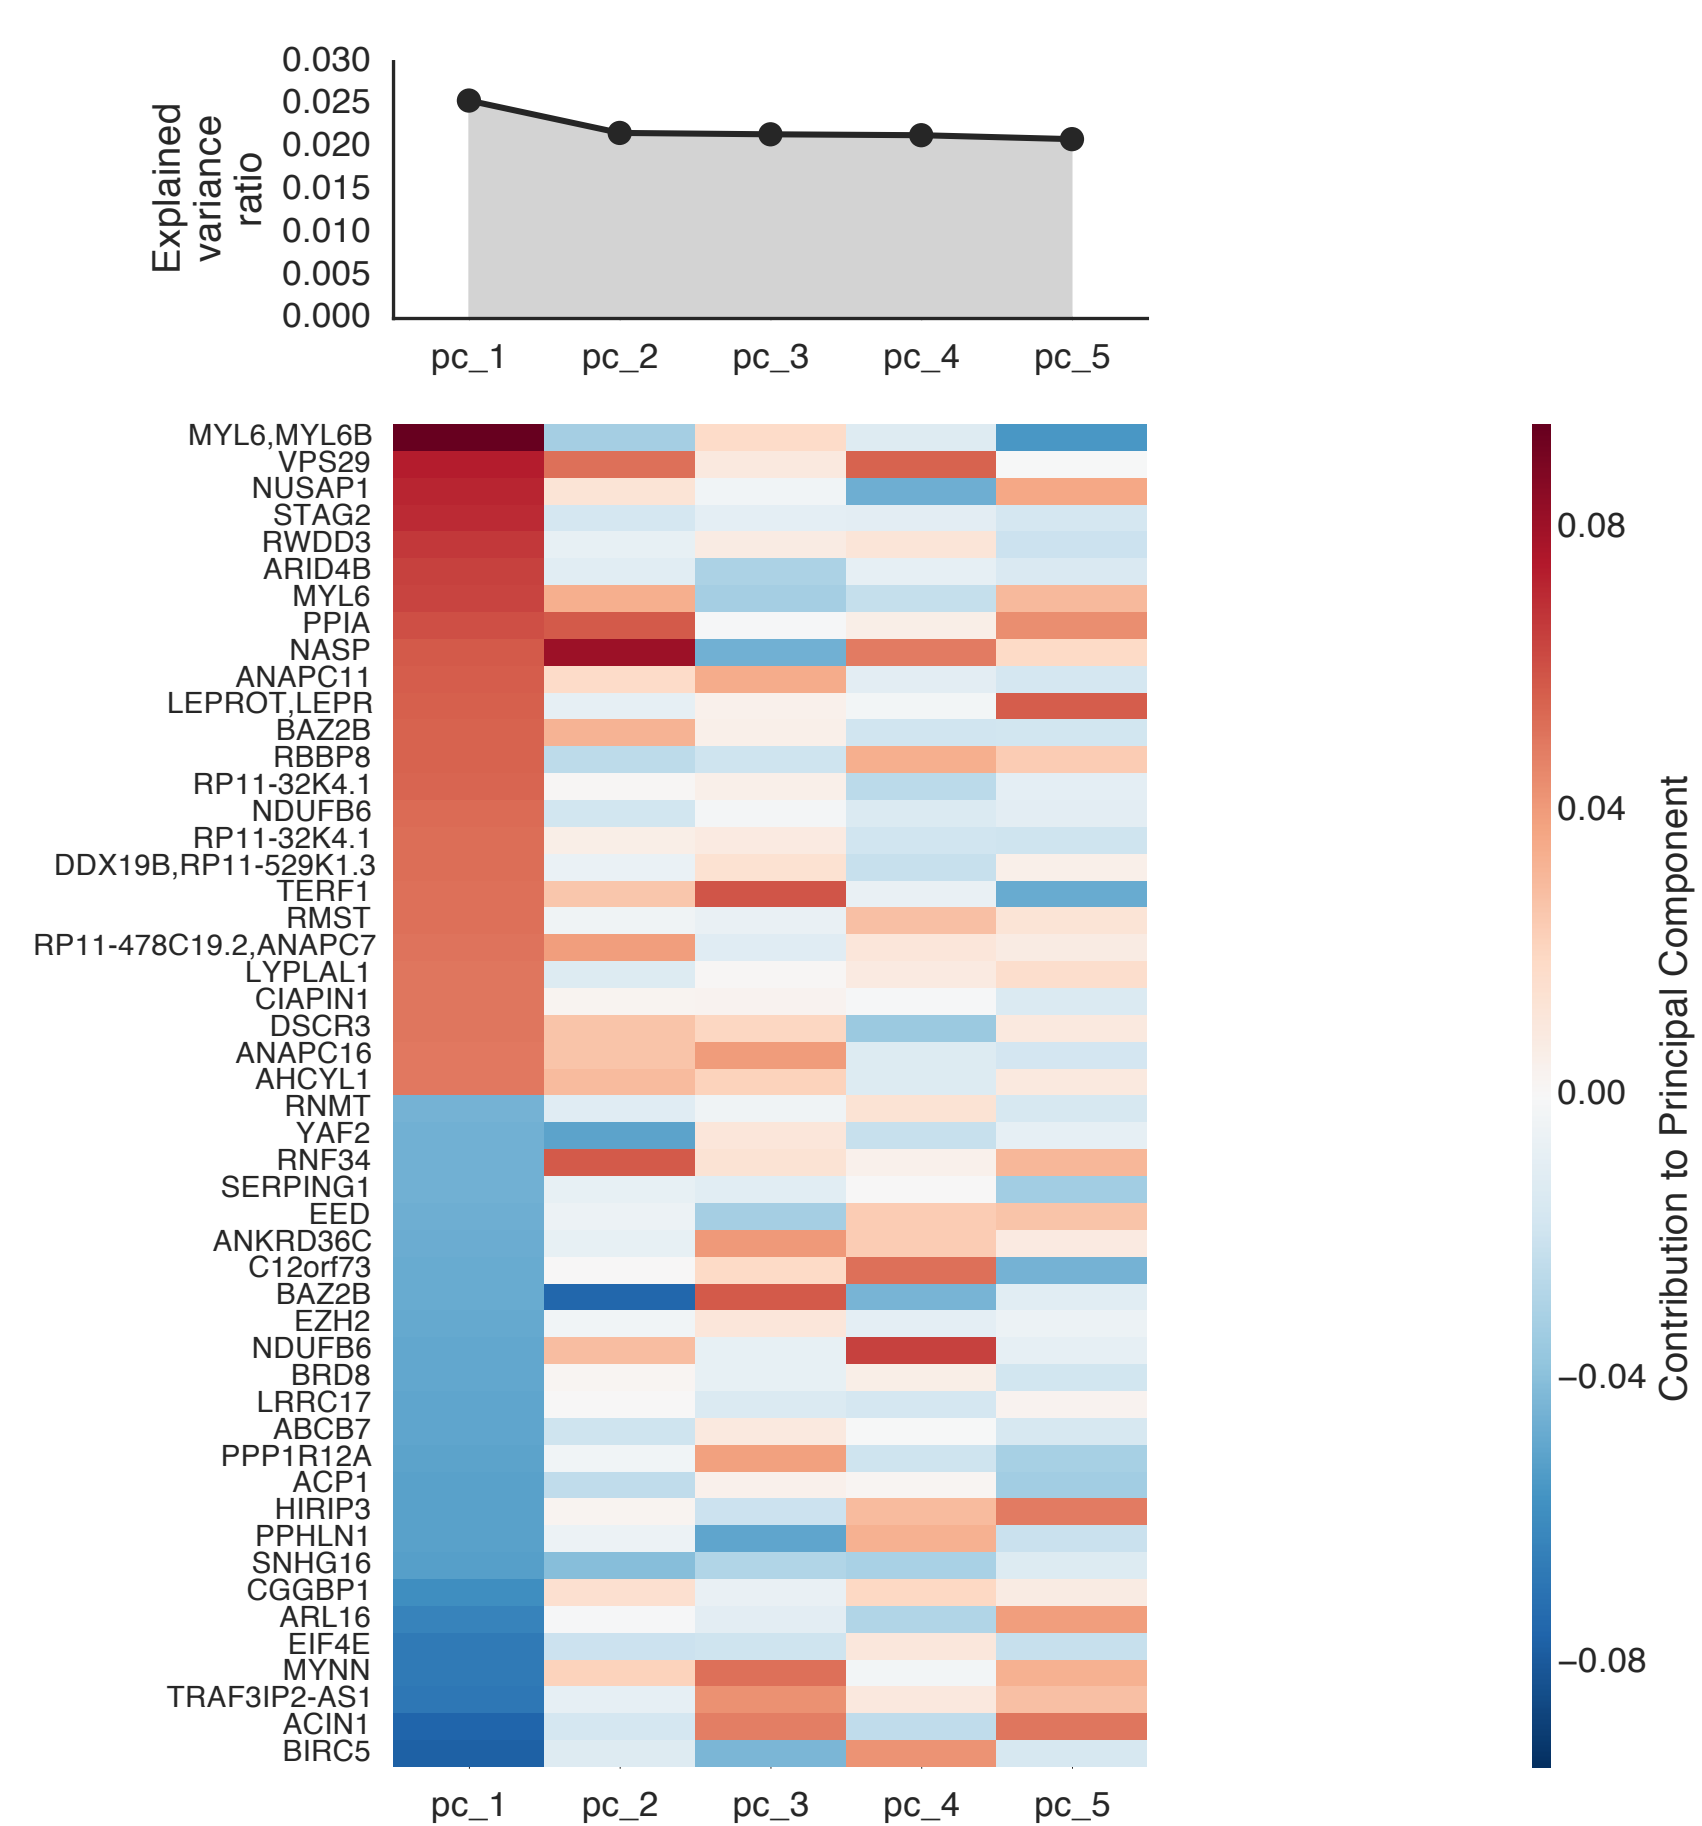 0.030
0.025
0.020
0.015
0.010
0.005
0.000
Explained
variance
ratio
pc_1 pc_2 pc_3 pc_4 pc_5
MYL6,MYL6B
VPS29
NUSAP1
STAG2
RWDD3
ARID4B
MYL6
PPIA
NASP
ANAPC11
LEPROT,LEPR
BAZ2B
RBBP8
RP11-32K4.1
NDUFB6
RP11-32K4.1
DDX19B,RP11-529K1.3
TERF1
RMST
RP11-478C19.2,ANAPC7
LYPLAL1
CIAPIN1
DSCR3
ANAPC16
AHCYL1
RNMT
YAF2
RNF34
SERPING1
EED
ANKRD36C
C12orf73
BAZ2B
EZH2
NDUFB6
BRD8
LRRC17
ABCB7
PPP1R12A
ACP1
HIRIP3
PPHLN1
SNHG16
CGGBP1
ARL16
EIF4E
MYNN
TRAF3IP2-AS1
ACIN1
BIRC5
pc_1 pc_2 pc_3 pc_4 pc_5
0.08
0.04
0.00
−0.04
−0.08
Contribution to Principal Component